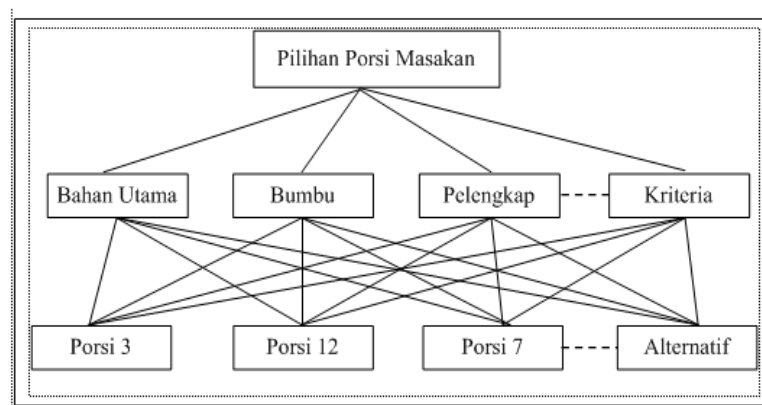 Pilihan Porsi Masakan
Bahan Utama
Bumbu
Pelengkap
Kriteria
Porsi 3
Porsi 12
Porsi 7
Alternatif